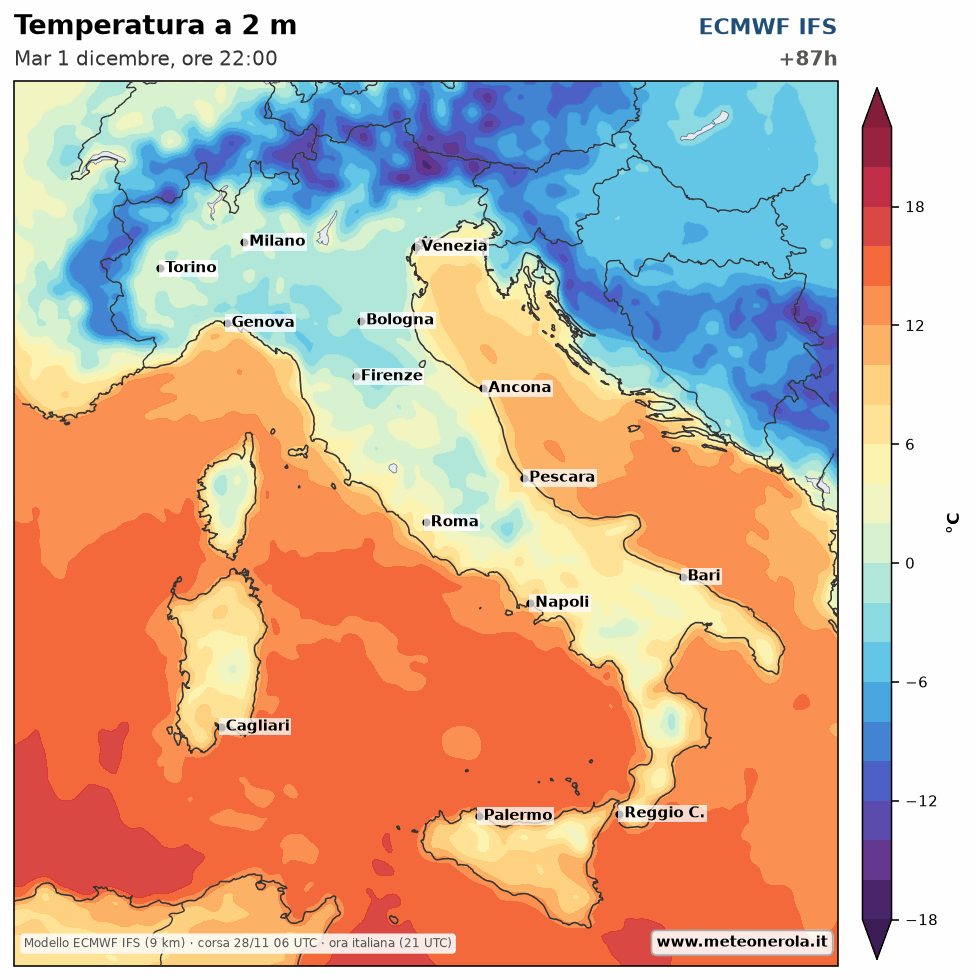 Temperatura a 2 m
ECMWF IFS
Mar 1 dicembre, ore 22:00
+87h
Milano
Venezia
Torino
Genova
Bologna
Firenze
Ancona
Pescara
Roma
Bari
Napoli
Cagliari
Palermo
Reggio C.
18
12
6
0
−6
−12
−18
°C
Modello ECMWF IFS (9 km) · corsa 28/11 06 UTC · ora italiana (21 UTC)
www.meteonerola.it